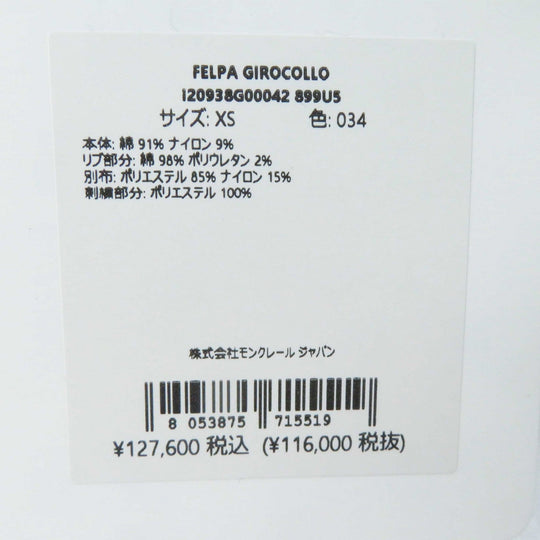 FELPA GIROCOLLO
I20938G00042 899U5
サイズ: XS 色: 034
本体: 綿 91% ナイロン 9%
リブ部分: 綿 98% ポリウレタン 2%
別布: ポリエステル 85% ナイロン 15%
刺繍部分: ポリエステル 100%
株式会社モンクレール ジャパン
8 053875 715519
¥127,600 税込 (¥116,000 税抜)